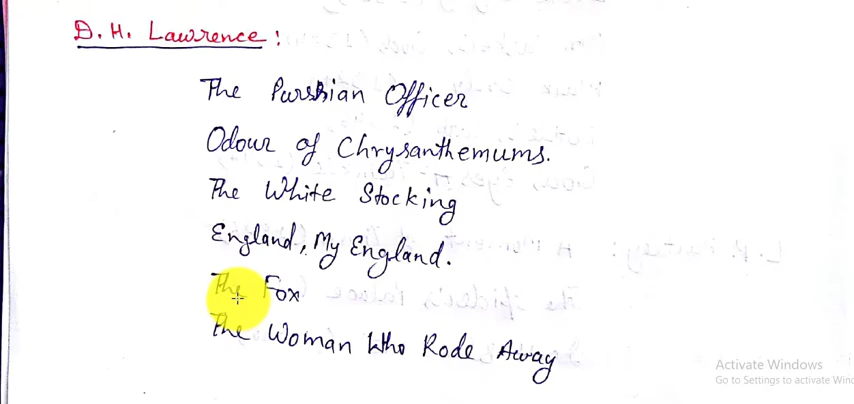 D. H. Lawrence :
The Purshian Officer
Odour of Chrysanthemums.
The White Stocking
England, My England.
The Fox
The Woman Who Rode Away
Activate Windows
Go to Settings to activate Win